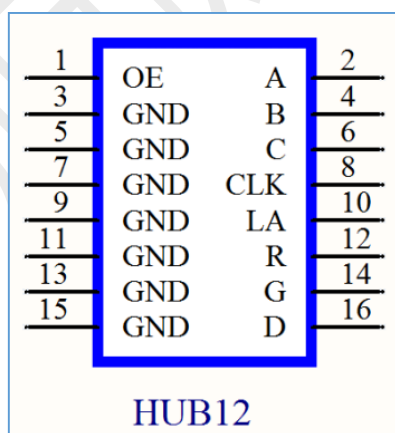 1 OE A 2
3 GND B 4
5 GND C 6
7 GND CLK 8
9 GND LA 10
11 GND R 12
13 GND G 14
15 GND D 16
HUB12